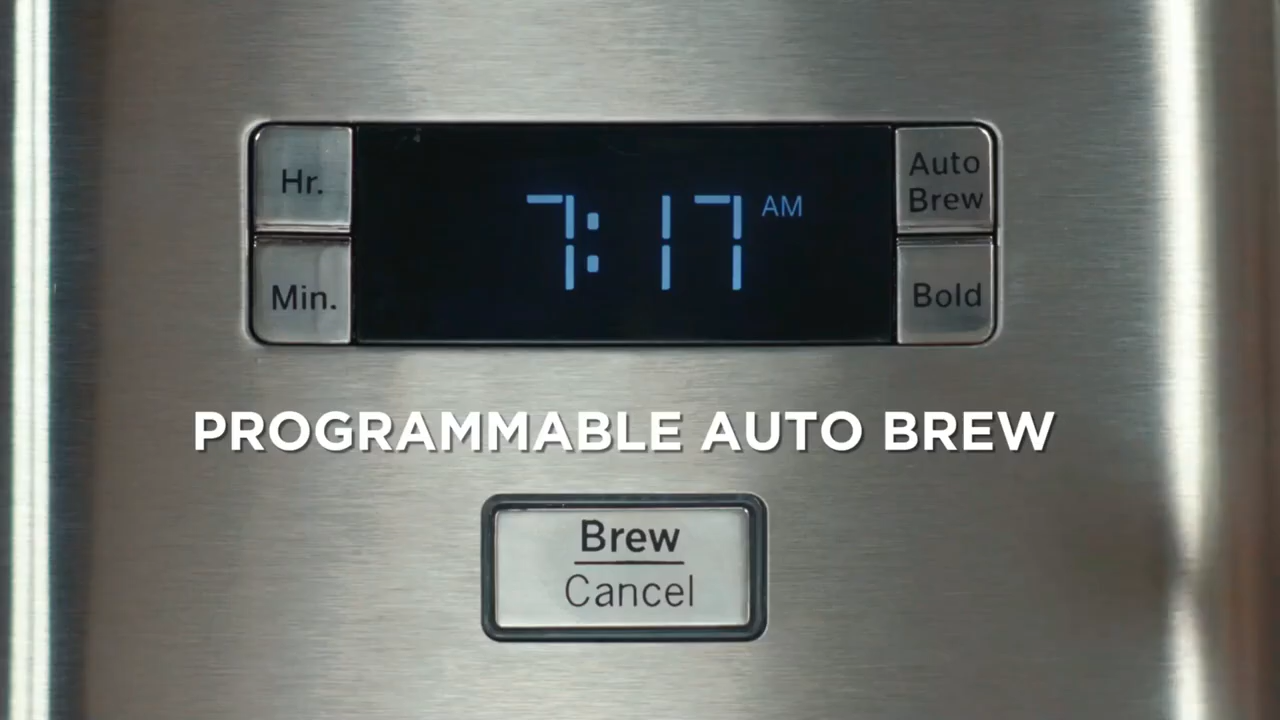 Hr.
Min.
7:17 AM
Auto
Brew
Bold
PROGRAMMABLE AUTO BREW
Brew
Cancel